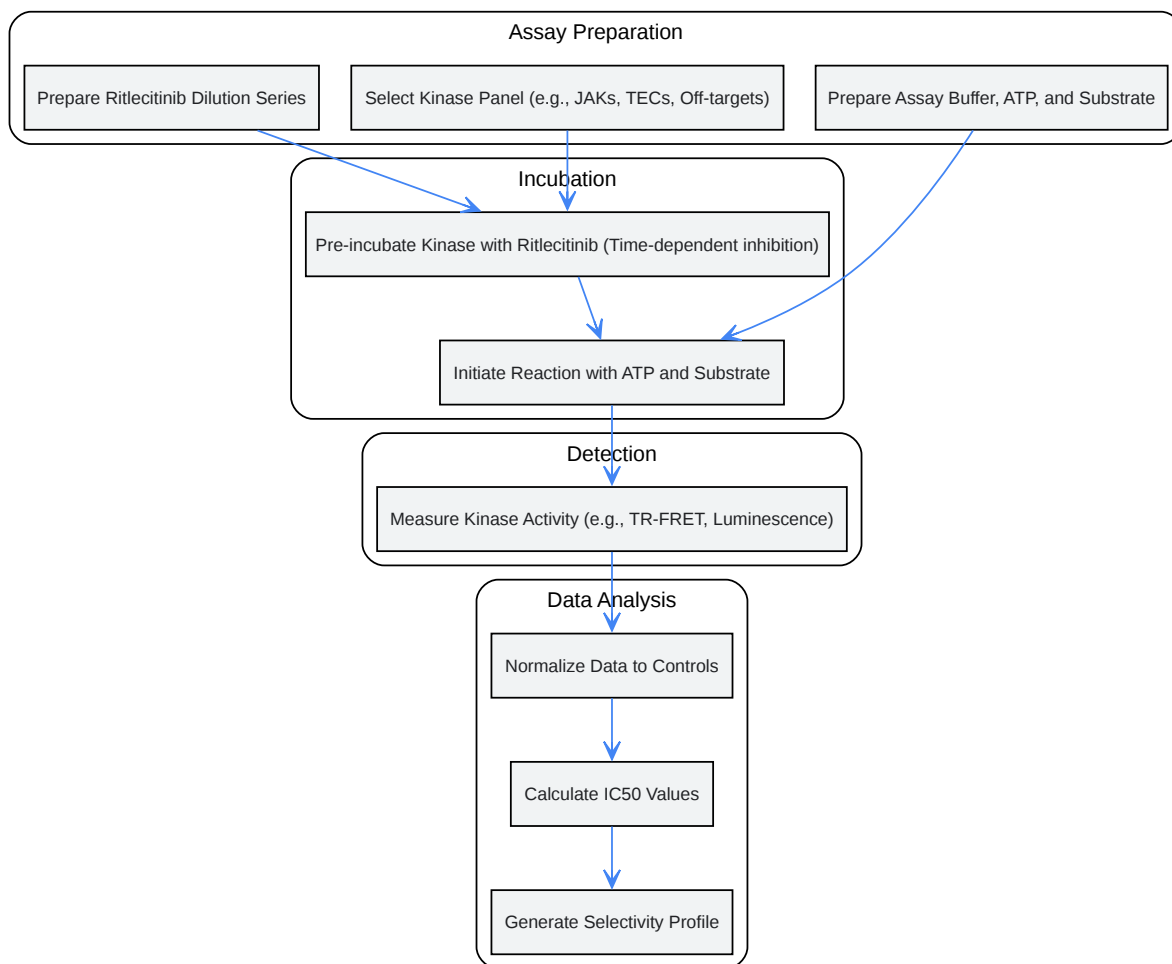 Assay Preparation
Prepare Ritlecitinib Dilution Series
Select Kinase Panel (e.g., JAKs, TECs, Off-targets)
Prepare Assay Buffer, ATP, and Substrate
Incubation
Pre-incubate Kinase with Ritlecitinib (Time-dependent inhibition)
Initiate Reaction with ATP and Substrate
Detection
Measure Kinase Activity (e.g., TR-FRET, Luminescence)
Data Analysis
Normalize Data to Controls
Calculate IC50 Values
Generate Selectivity Profile